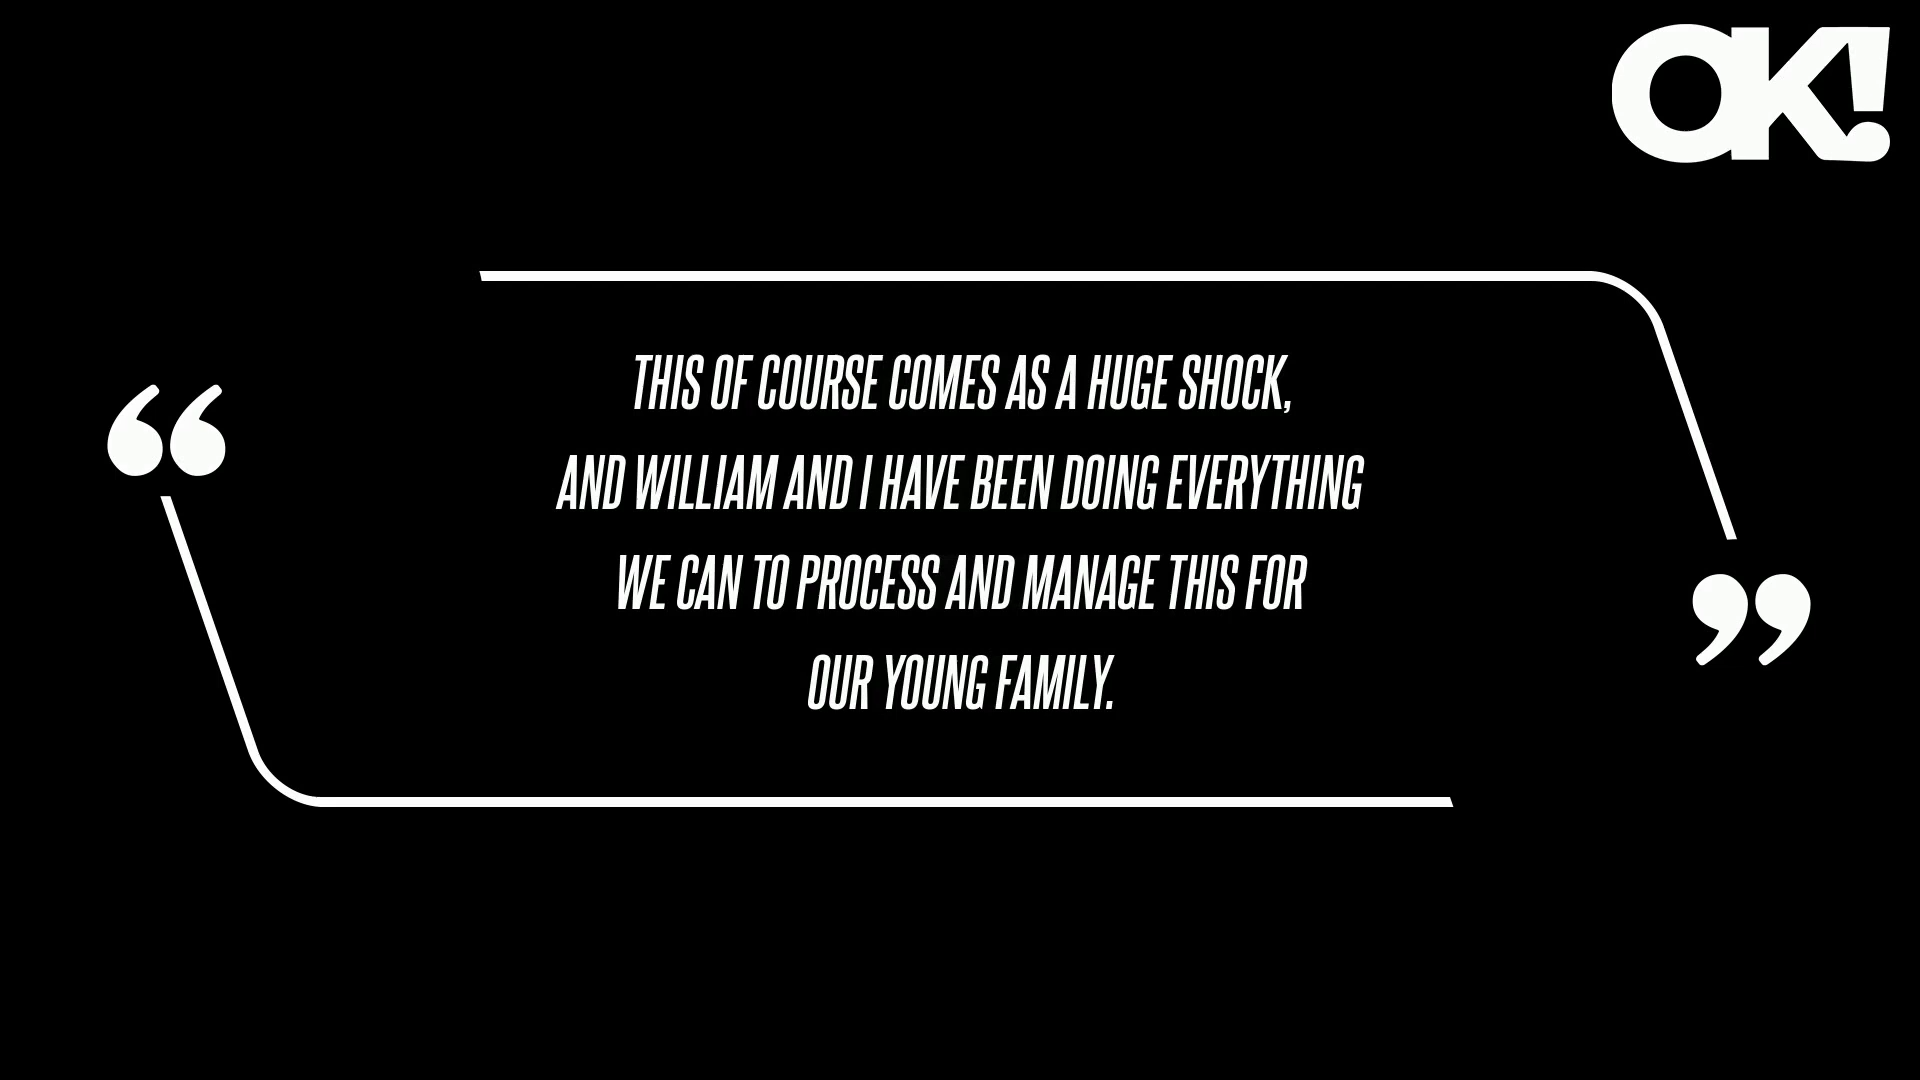 OK!
“
THIS OF COURSE COMES AS A HUGE SHOCK,
AND WILLIAM AND I HAVE BEEN DOING EVERYTHING
WE CAN TO PROCESS AND MANAGE THIS FOR
OUR YOUNG FAMILY.
”